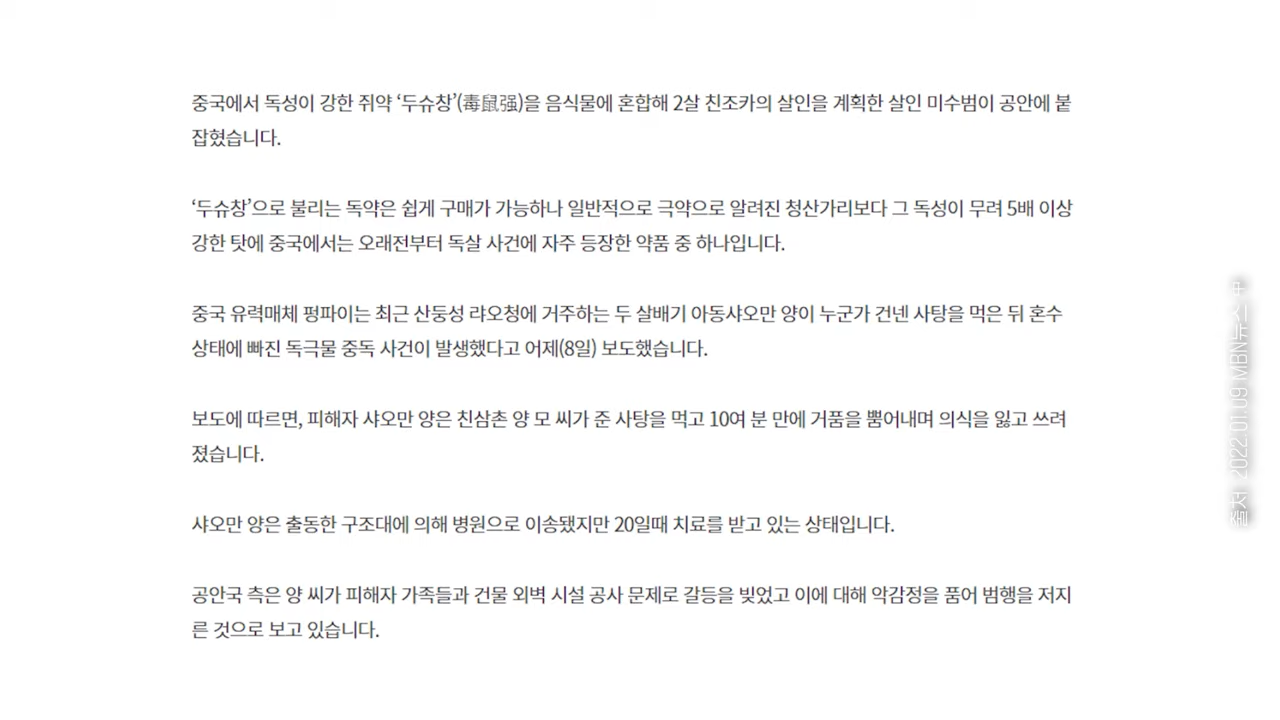 중국에서 독성이 강한 쥐약 ‘두슈창’(毒鼠强)을 음식물에 혼합해 2살 친조카의 살인을 계획한 살인 미수범이 공안에 붙
잡혔습니다.
‘두슈창’으로 불리는 독약은 쉽게 구매가 가능하나 일반적으로 극약으로 알려진 청산가리보다 그 독성이 무려 5배 이상
강한 탓에 중국에서는 오래전부터 독살 사건에 자주 등장한 약품 중 하나입니다.
중국 유력매체 펑파이는 최근 산둥성 랴오청에 거주하는 두 살배기 아동샤오만 양이 누군가 건넨 사탕을 먹은 뒤 혼수
상태에 빠진 독극물 중독 사건이 발생했다고 어제(8일) 보도했습니다.
보도에 따르면, 피해자 샤오만 양은 친삼촌 양 모 씨가 준 사탕을 먹고 10여 분 만에 거품을 뿜어내며 의식을 잃고 쓰려
졌습니다.
샤오만 양은 출동한 구조대에 의해 병원으로 이송됐지만 20일때 치료를 받고 있는 상태입니다.
공안국 측은 양 씨가 피해자 가족들과 건물 외벽 시설 공사 문제로 갈등을 빚었고 이에 대해 악감정을 품어 범행을 저지
른 것으로 보고 있습니다.
출처 2022.01.09 MBN뉴스 中